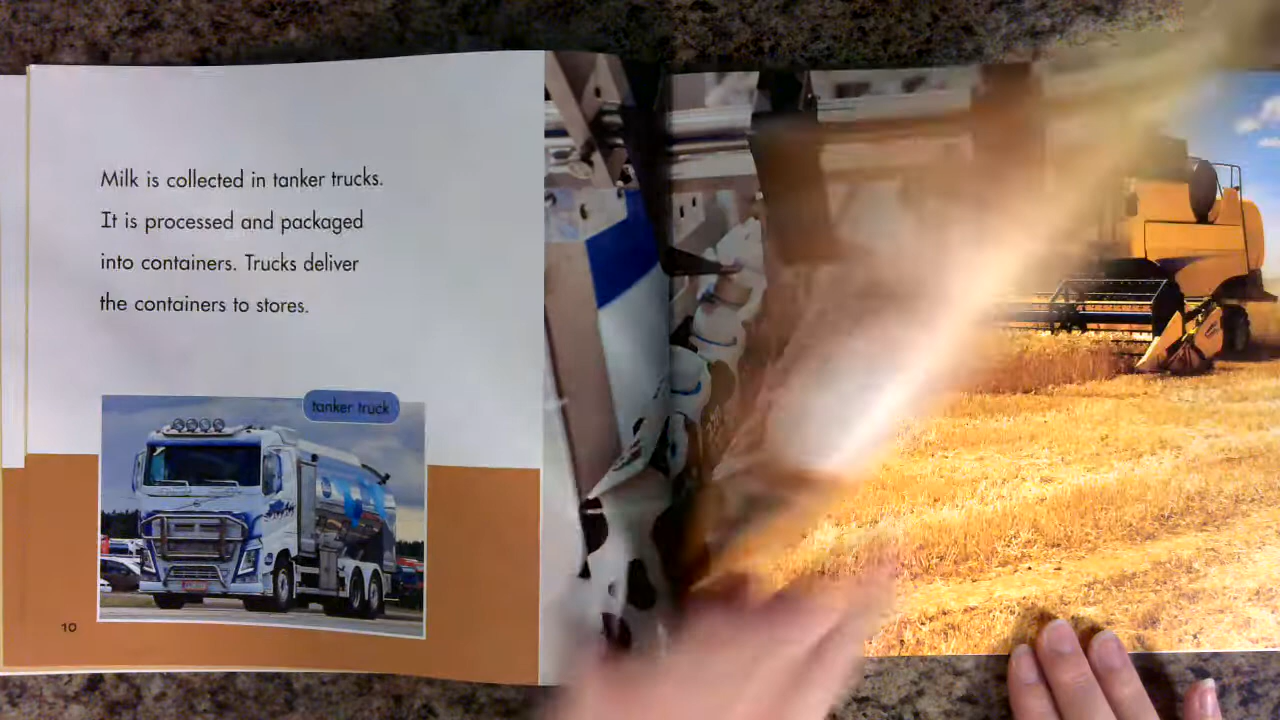 Milk is collected in tanker trucks.
It is processed and packaged
into containers. Trucks deliver
the containers to stores.
tanker truck
10